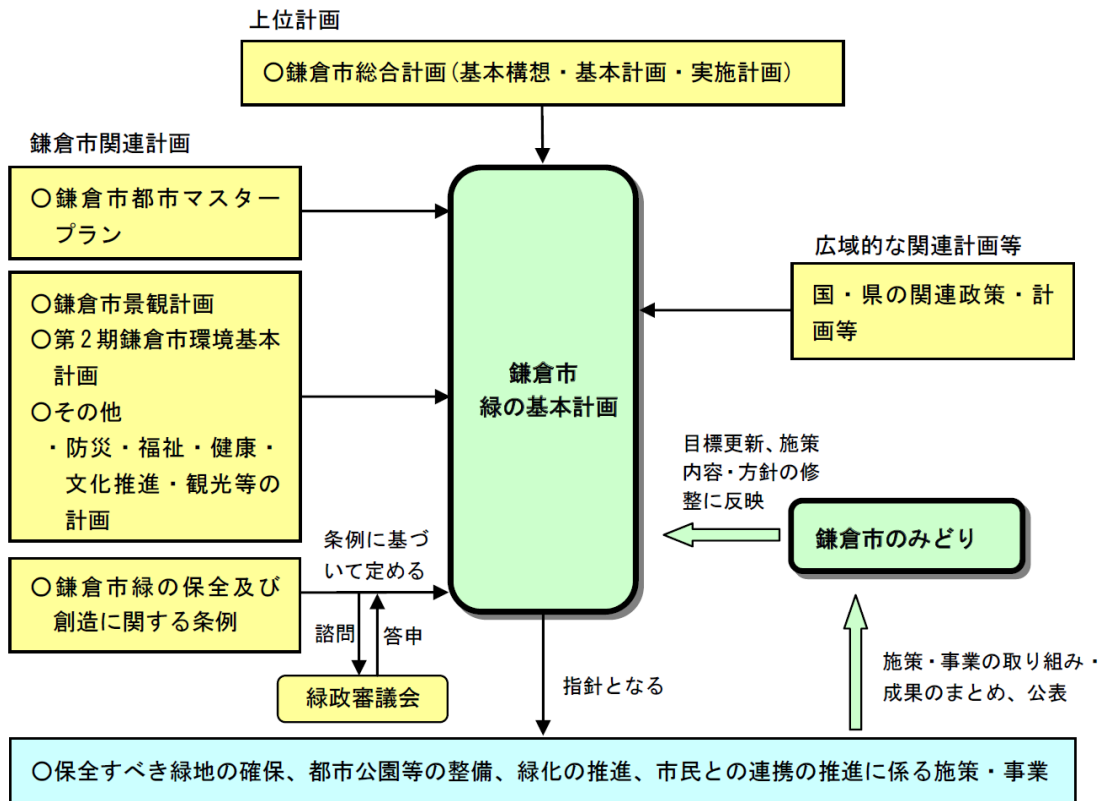 上位計画
○鎌倉市総合計画(基本構想・基本計画・実施計画)
鎌倉市関連計画
○鎌倉市都市マスター
プラン
○鎌倉市景観計画
○第2期鎌倉市環境基本
計画
○その他
・防災・福祉・健康・
文化推進・観光等の
計画
○鎌倉市緑の保全及び
創造に関する条例
条例に基づ
いて定める
諮問
答申
緑政審議会
鎌倉市
緑の基本計画
広域的な関連計画等
国・県の関連政策・計
画等
目標更新、施策
内容・方針の修
整に反映
鎌倉市のみどり
施策・事業の取り組み・
成果のまとめ、公表
指針となる
○保全すべき緑地の確保、都市公園等の整備、緑化の推進、市民との連携の推進に係る施策・事業